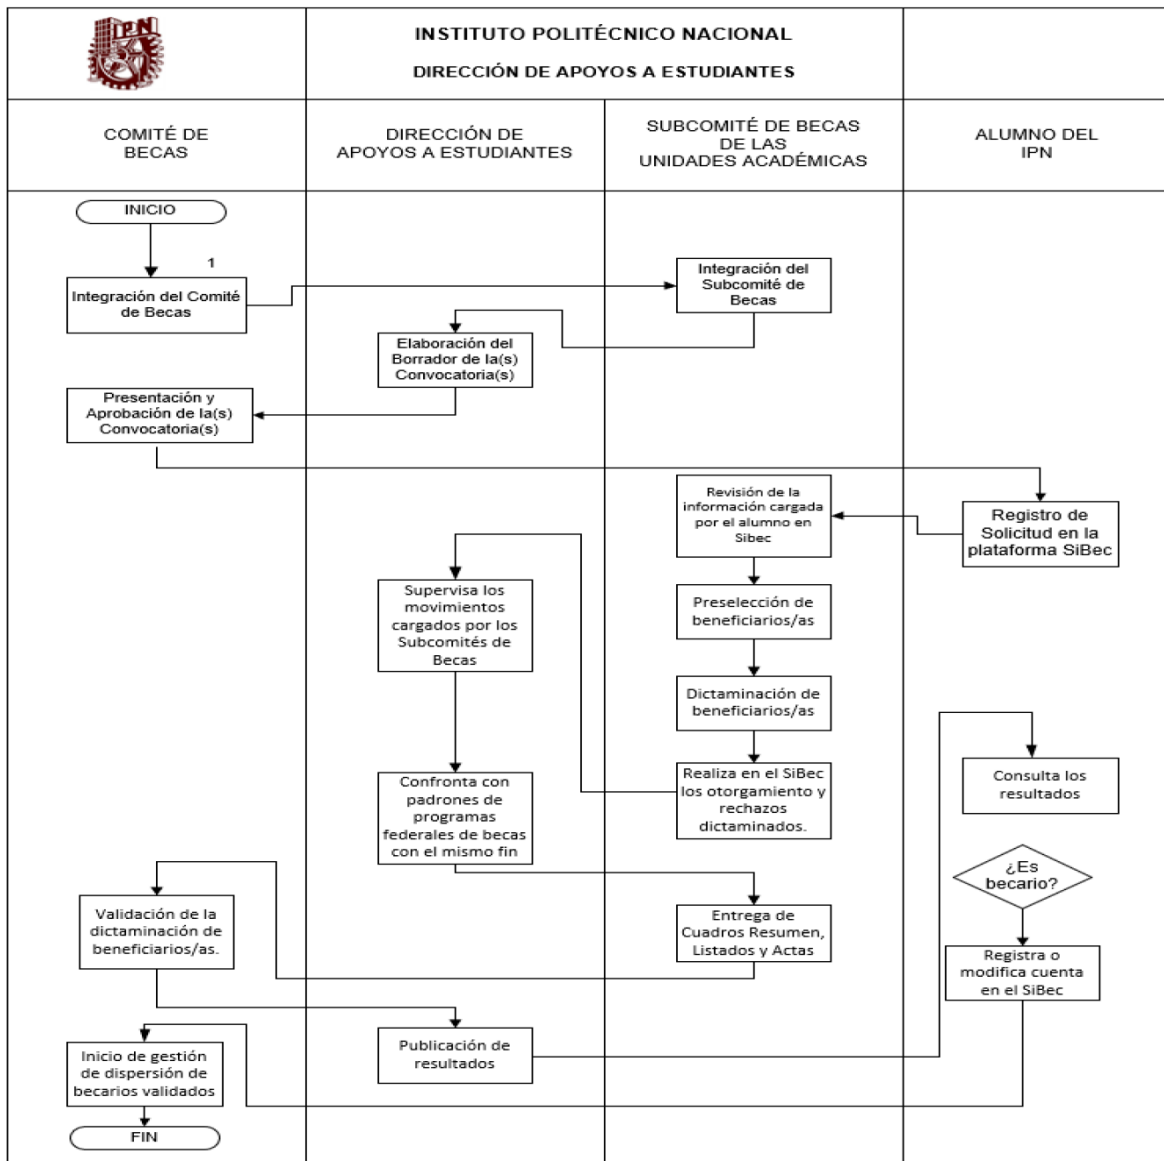 IPN
INSTITUTO POLITÉCNICO NACIONAL
DIRECCIÓN DE APOYOS A ESTUDIANTES
COMITÉ DE
BECAS
DIRECCIÓN DE
APOYOS A ESTUDIANTES
SUBCOMITÉ DE BECAS
DE LAS
UNIDADES ACADÉMICAS
ALUMNO DEL
IPN
INICIO
1
Integración del Comité
de Becas
Integración del
Subcomité de
Becas
Elaboración del
Borrador de la(s)
Convocatoria(s)
Presentación y
Aprobación de la(s)
Convocatoria(s)
Registro de
Solicitud en la
plataforma SiBec
Revisión de la
información cargada
por el alumno en
Sibec
Preselección de
beneficiarios/as
Dictaminación de
beneficiarios/as
Realiza en el SiBec
los otorgamiento y
rechazos
dictaminados.
Supervisa los
movimientos
cargados por los
Subcomités de
Becas
Confronta con
padrones de
programas
federales de becas
con el mismo fin
Entrega de
Cuadros Resumen,
Listados y Actas
Validación de la
dictaminación de
beneficiarios/as.
Publicación de
resultados
Consulta los
resultados
¿Es
becario?
Registra o
modifica cuenta
en el SiBec
Inicio de gestión
de dispersión de
becarios validados
FIN